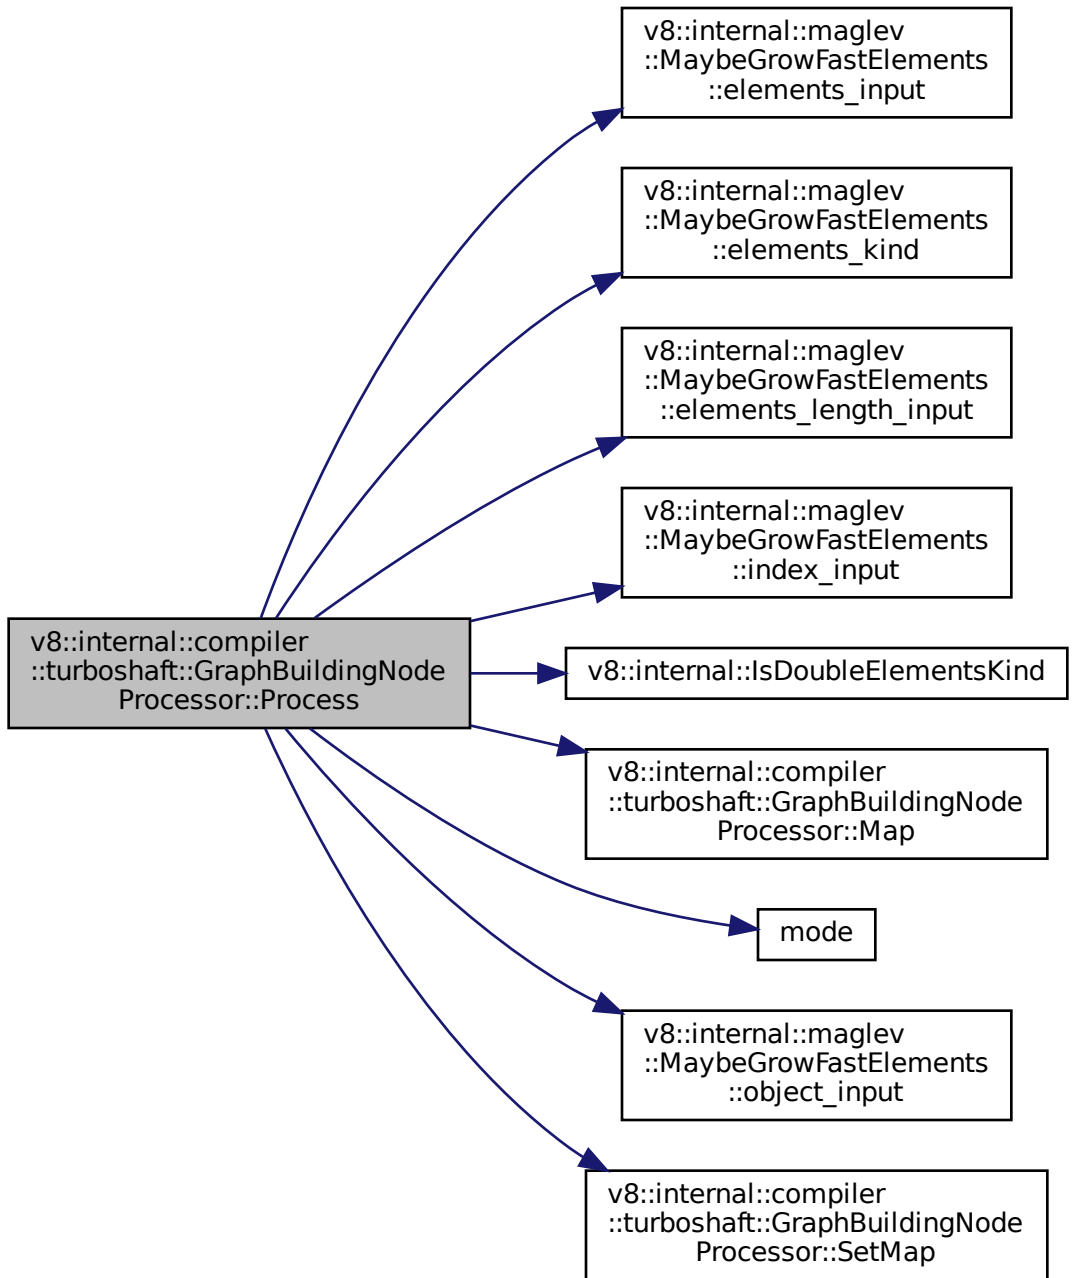 v8::internal::maglev
::MaybeGrowFastElements
::elements_input
v8::internal::maglev
::MaybeGrowFastElements
::elements_kind
v8::internal::maglev
::MaybeGrowFastElements
::elements_length_input
v8::internal::maglev
::MaybeGrowFastElements
::index_input
v8::internal::compiler
::turboshaft::GraphBuildingNode
Processor::Process
v8::internal::IsDoubleElementsKind
v8::internal::compiler
::turboshaft::GraphBuildingNode
Processor::Map
mode
v8::internal::maglev
::MaybeGrowFastElements
::object_input
v8::internal::compiler
::turboshaft::GraphBuildingNode
Processor::SetMap